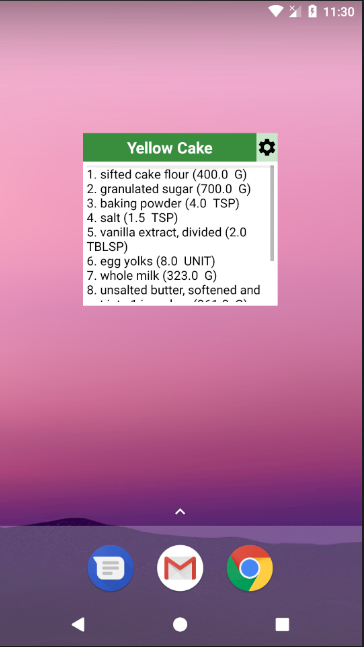 11:30
Yellow Cake
1. sifted cake flour (400.0  G)
2. granulated sugar (700.0  G)
3. baking powder (4.0  TSP)
4. salt (1.5  TSP)
5. vanilla extract, divided (2.0
TBLSP)
6. egg yolks (8.0  UNIT)
7. whole milk (323.0  G)
8. unsalted butter, softened and